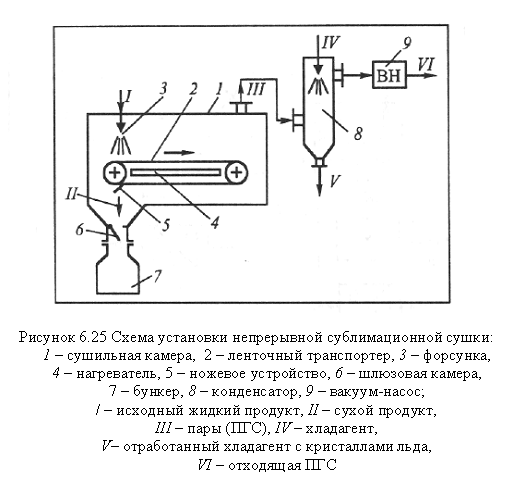 IV
9
VI
ВН
III
1
I
3
2
8
V
II
5
4
6
7
Рисунок 6.25 Схема установки непрерывной сублимационной сушки:
1 – сушильная камера, 2 – ленточный транспортер, 3 – форсунка,
4 – нагреватель, 5 – ножевое устройство, 6 – шлюзовая камера,
7 – бункер, 8 – конденсатор, 9 – вакуум-насос;
I – исходный жидкий продукт, II – сухой продукт,
III – пары (ПГС), IV – хладагент,
V– отработанный хладагент с кристаллами льда,
VI – отходящая ПГС